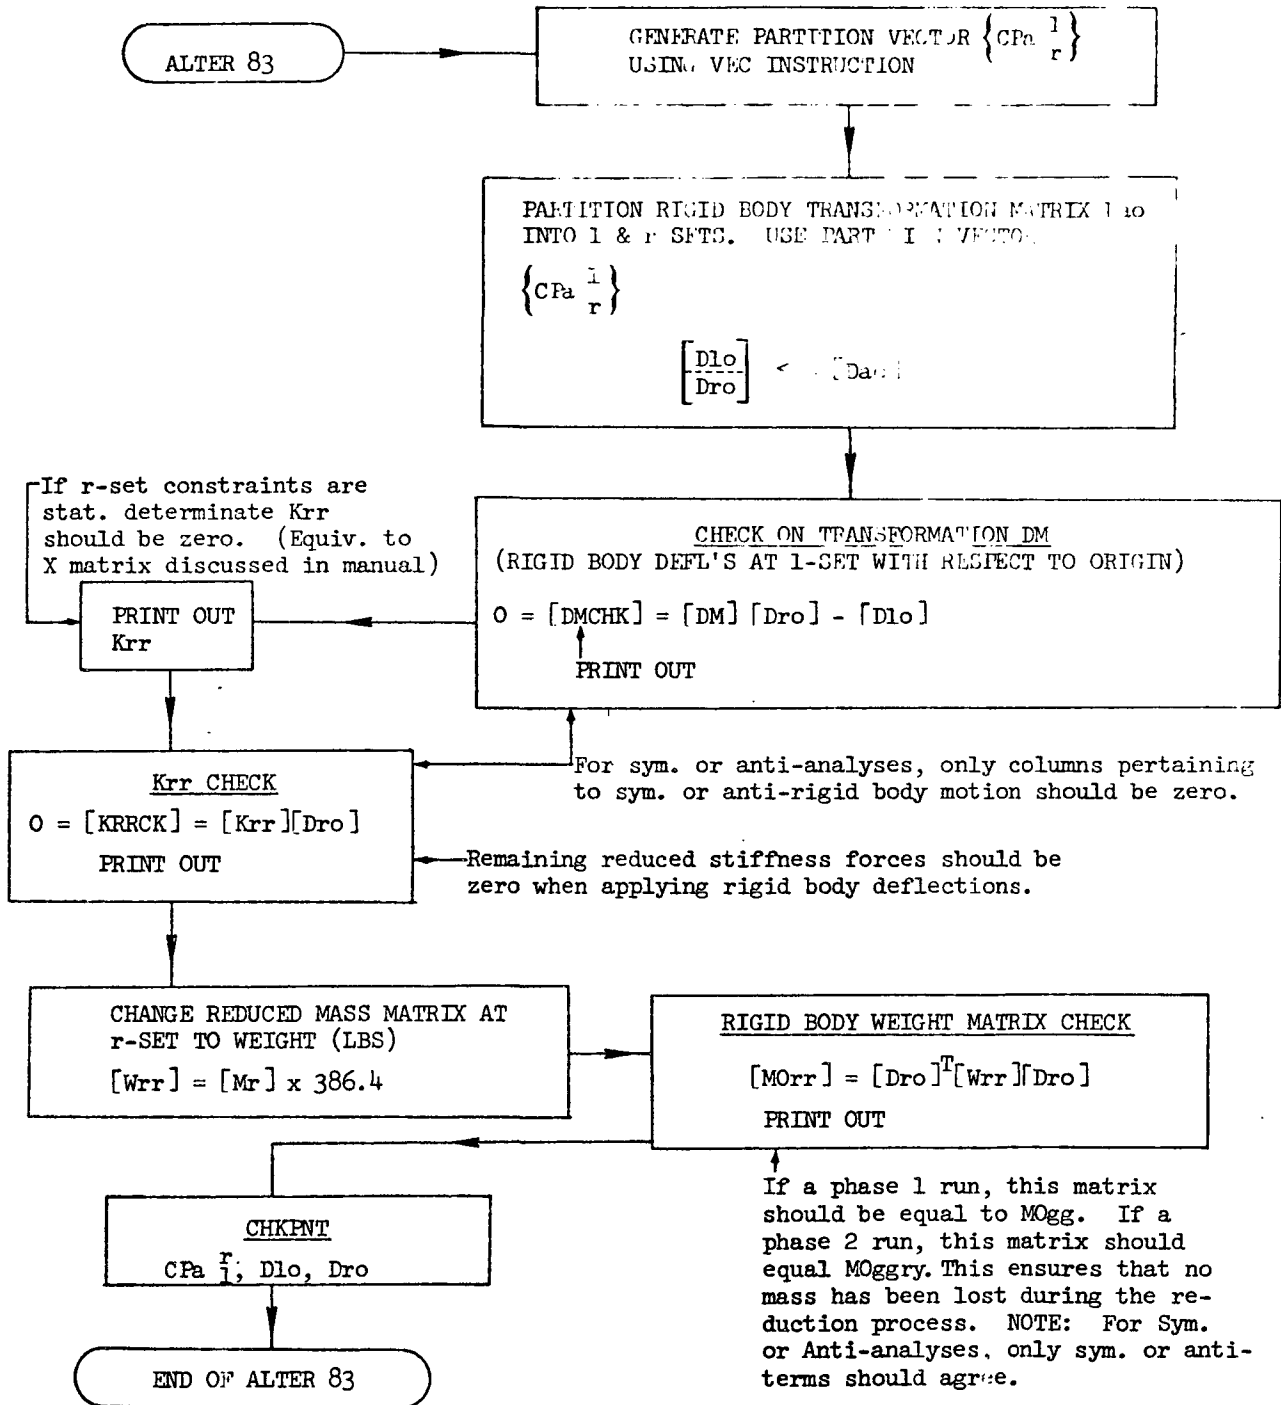 ALTER 83
GENERATE PARTITION VECTOR {CPa l r}
USING VEC INSTRUCTION
PARTITION RIGID BODY TRANSFORMATION MATRIX
INTO l & r SETS. USE VECTOR
{CPa l r}
[Dlo / Dro] < - [Dao]
CHECK ON TRANSFORMATION DM
(RIGID BODY DEFL'S AT l-SET WITH RESPECT TO ORIGIN)
0 = [DMCHK] = [DM] [Dro] - [Dlo]
PRINT OUT
If r-set constraints are
stat. determinate Krr
should be zero. (Equiv. to
X matrix discussed in manual)
PRINT OUT
Krr
For sym. or anti-analyses, only columns pertaining
to sym. or anti-rigid body motion should be zero.
Krr CHECK
0 = [KRRCK] = [Krr][Dro]
PRINT OUT
Remaining reduced stiffness forces should be
zero when applying rigid body deflections.
CHANGE REDUCED MASS MATRIX AT
r-SET TO WEIGHT (LBS)
[Wrr] = [Mr] x 386.4
RIGID BODY WEIGHT MATRIX CHECK
[MOrr] = [Dro]ᵀ[Wrr][Dro]
PRINT OUT
If a phase 1 run, this matrix
should be equal to MOgg. If a
phase 2 run, this matrix should
equal MOggry. This ensures that no
mass has been lost during the re-
duction process. NOTE: For Sym.
or Anti-analyses, only sym. or anti-
terms should agree.
CHKPNT
CPa r l, Dlo, Dro
END OF ALTER 83